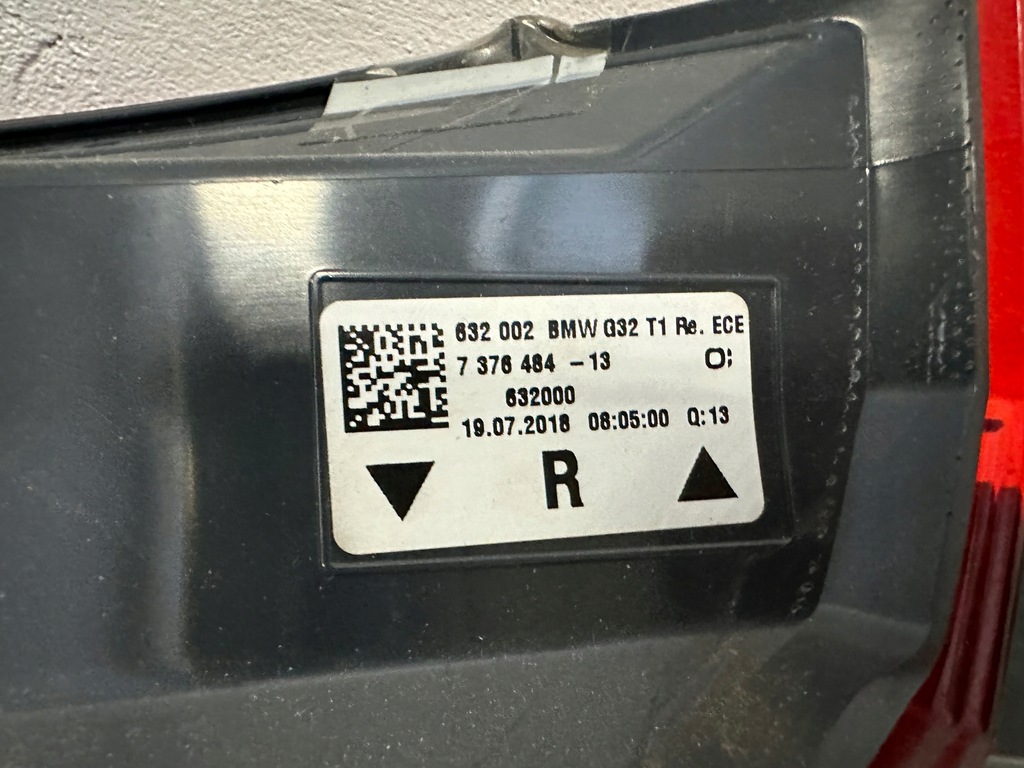 632 002 BMW G32 T1 Re. ECE
7 376 484 -13
632000
19.07.2018 08:05:00 Q:13
R